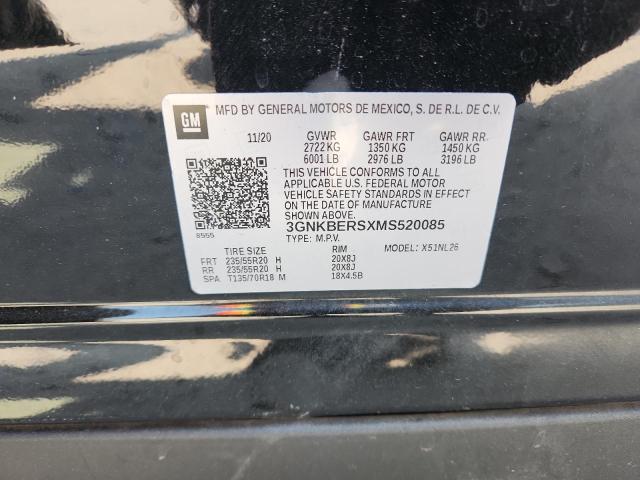 GM
MFD BY GENERAL MOTORS DE MEXICO, S. DE R.L. DE C.V.
11/20 GVWR GAWR FRT GAWR RR
2722 KG 1350 KG 1450 KG
6001 LB 2976 LB 3196 LB
THIS VEHICLE CONFORMS TO ALL
APPLICABLE U.S. FEDERAL MOTOR
VEHICLE SAFETY STANDARDS IN EFFECT
ON THE DATE OF MANUFACTURE
SHOWN ABOVE.
3GNKBERSXMS520085
8555 TYPE: M.P.V. MODEL: X51NL26
TIRE SIZE RIM
FRT 235/55R20 H 20X8J
RR 235/55R20 H 20X8J
SPA T135/70R18 M 18X4.5B